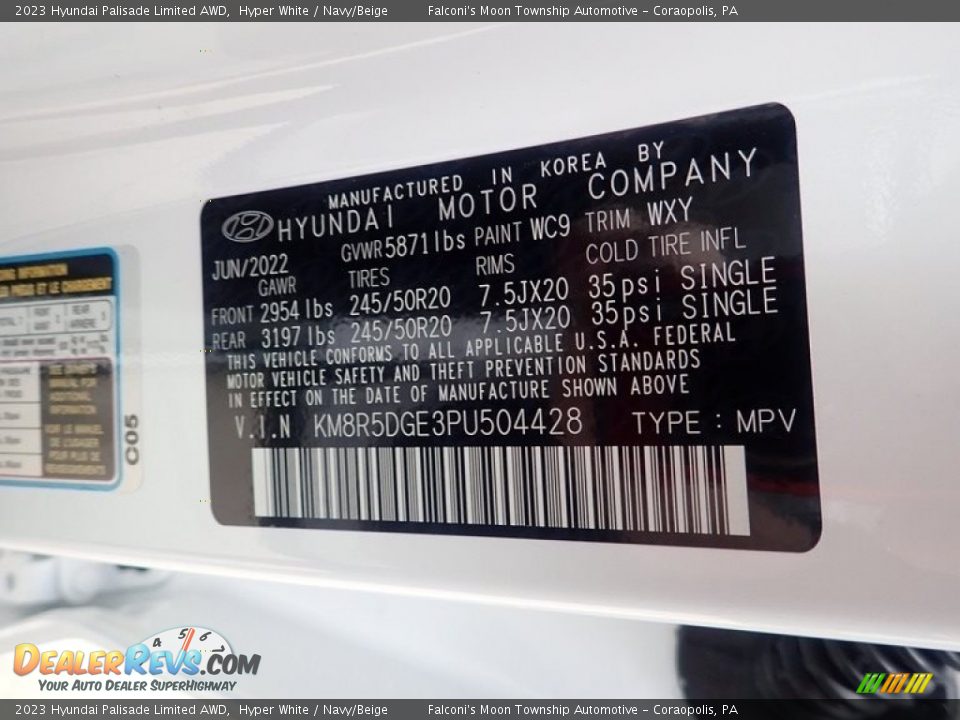 2023 Hyundai Palisade Limited AWD, Hyper White / Navy/Beige Falconi's Moon Township Automotive - Coraopolis, PA
MANUFACTURED IN KOREA BY
HYUNDAI MOTOR COMPANY
JUN/2022 GVWR 5871 lbs PAINT WC9 TRIM WXY
GAWR TIRES RIMS COLD TIRE INFL
FRONT 2954 lbs 245/50R20 7.5JX20 35psi SINGLE
REAR 3197 lbs 245/50R20 7.5JX20 35psi SINGLE
THIS VEHICLE CONFORMS TO ALL APPLICABLE U.S.A. FEDERAL
MOTOR VEHICLE SAFETY AND THEFT PREVENTION STANDARDS
IN EFFECT ON THE DATE OF MANUFACTURE SHOWN ABOVE
V.I.N KM8R5DGE3PU504428 TYPE : MPV
C05
4 5 6
DEALERREVS.COM
YOUR AUTO DEALER SUPERHIGHWAY
2023 Hyundai Palisade Limited AWD, Hyper White / Navy/Beige Falconi's Moon Township Automotive - Coraopolis, PA